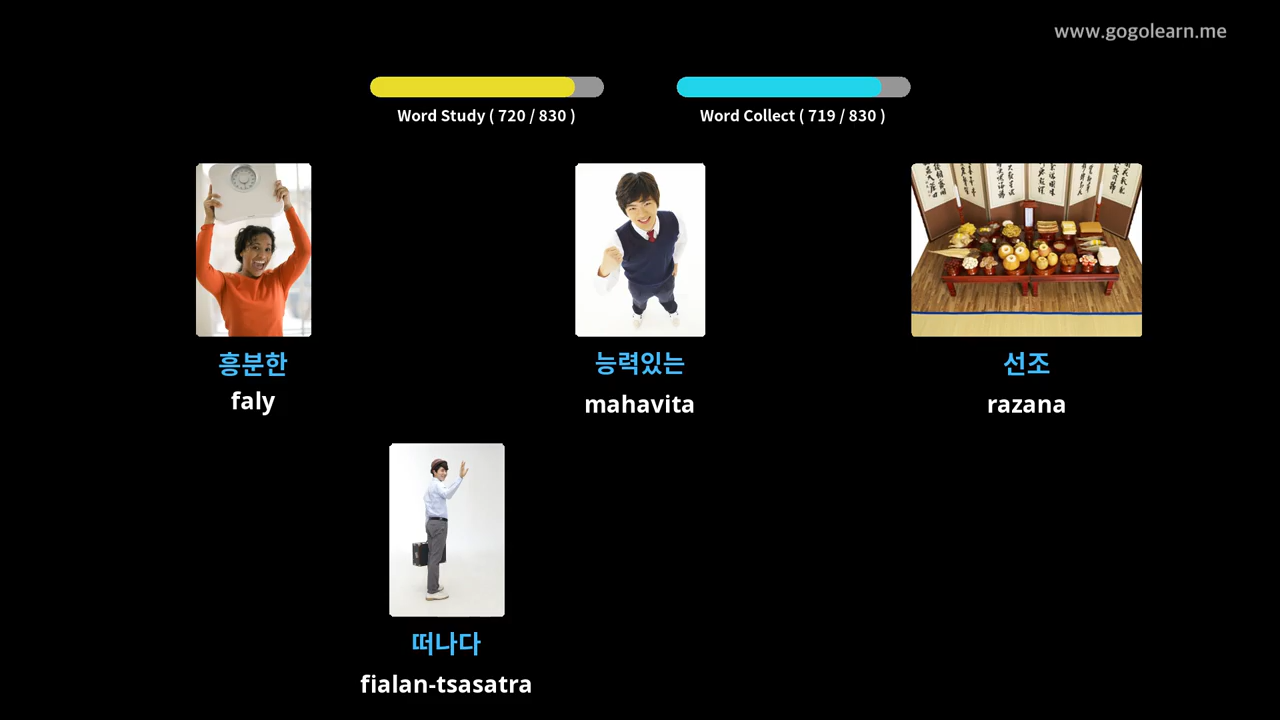 www.gogolearn.me
Word Study ( 720 / 830 )
Word Collect ( 719 / 830 )
흥분한
faly
능력있는
mahavita
선조
razana
떠나다
fialan-tsasatra